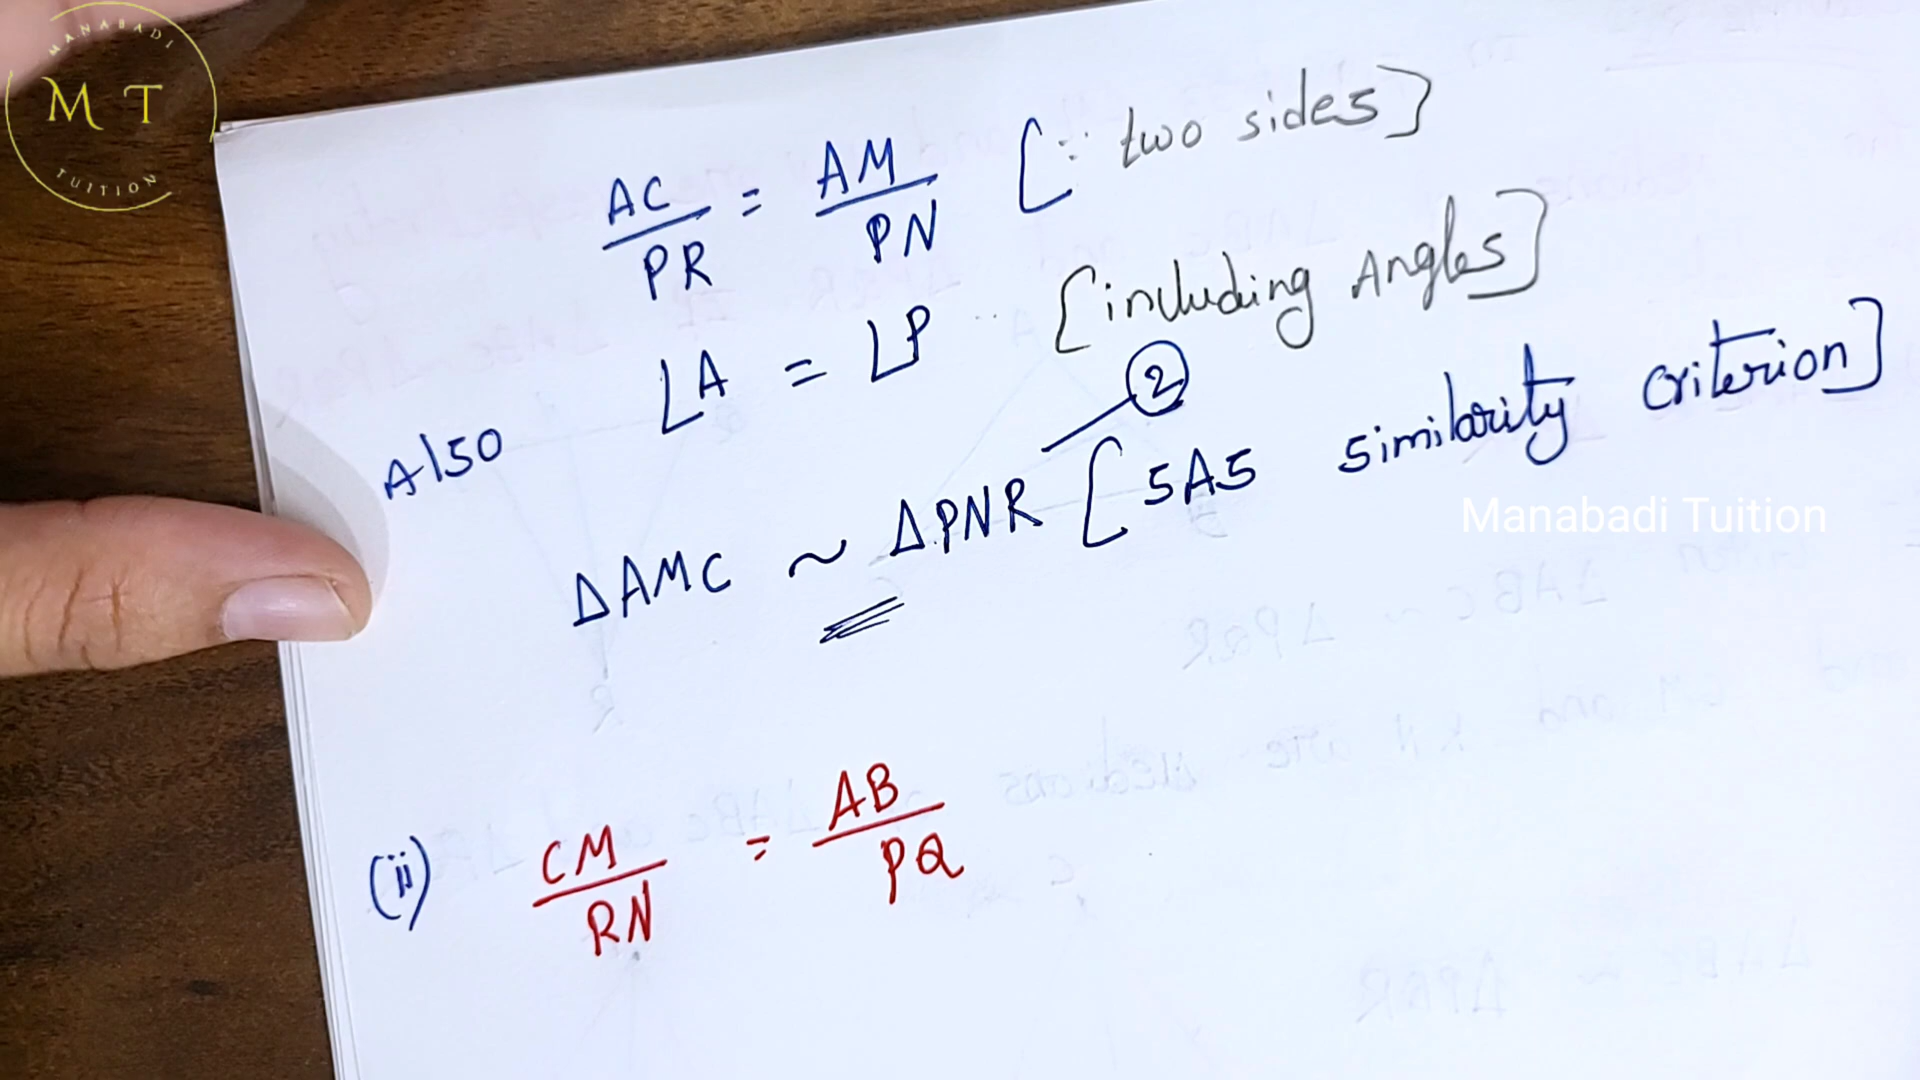 MANABADI
M T
TUITION
AC/PR = AM/PN [∵ two sides]
∠A = ∠P [including Angles]
Also
②
ΔAMC ~ ΔPNR [SAS similarity criterion]
Manabadi Tuition
(ii) CM/RN = AB/PQ